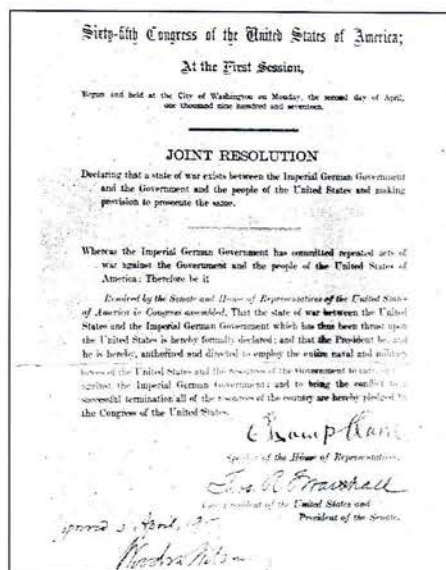 Sixty-fifth Congress of the United States of America;
At the First Session,
Begun and held at the City of Washington on Monday, the second day of April,
one thousand nine hundred and seventeen.
JOINT RESOLUTION
Declaring that a state of war exists between the Imperial German Government
and the Government and the people of the United States and making
provision to prosecute the same.
Whereas the Imperial German Government has committed repeated acts of
war against the Government and the people of the United States of
America: Therefore be it
Resolved by the Senate and House of Representatives of the United States
of America in Congress assembled, That the state of war between the United
States and the Imperial German Government which has thus been thrust upon
the United States is hereby formally declared; and that the President be, and
he is hereby, authorized and directed to employ the entire naval and military
forces of the United States and the resources of the Government to carry on
against the Imperial German Government; and to bring the conflict to a
successful termination all of the resources of the country are hereby pledged by
the Congress of the United States.
Champ Clark
Speaker of the House of Representatives.
Thos. R. Marshall
Vice President of the United States and
President of the Senate.
April,
Woodrow Wilson